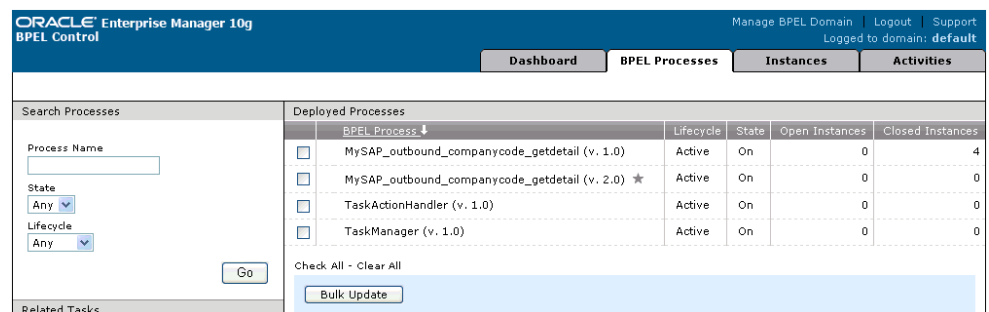 ORACLE Enterprise Manager 10g
BPEL Control
Manage BPEL Domain | Logout | Support
Logged to domain: default
Dashboard BPEL Processes Instances Activities
Search Processes
Process Name
State
Any
Lifecycle
Any
Go
Related Tasks
Deployed Processes
BPEL Process Lifecycle State Open Instances Closed Instances
MySAP_outbound_companycode_getdetail (v. 1.0) Active On 0 4
MySAP_outbound_companycode_getdetail (v. 2.0) ★ Active On 0 0
TaskActionHandler (v. 1.0) Active On 0 0
TaskManager (v. 1.0) Active On 0 0
Check All - Clear All
Bulk Update